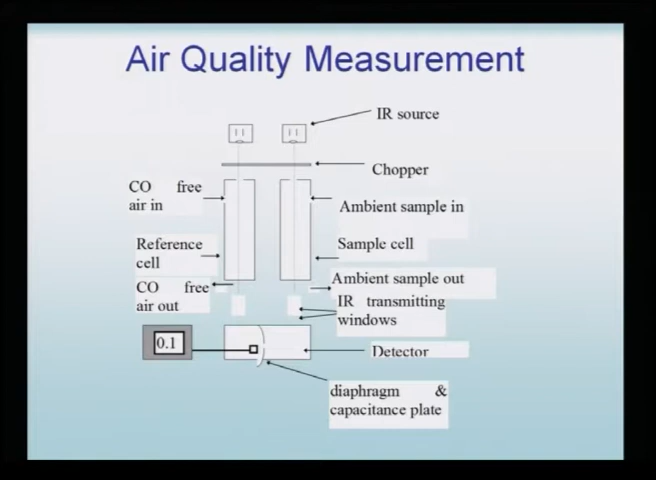 Air Quality Measurement
IR source
Chopper
CO free
air in
Ambient sample in
Reference
cell
Sample cell
CO free
air out
Ambient sample out
IR transmitting
windows
0.1
Detector
diaphragm &
capacitance plate